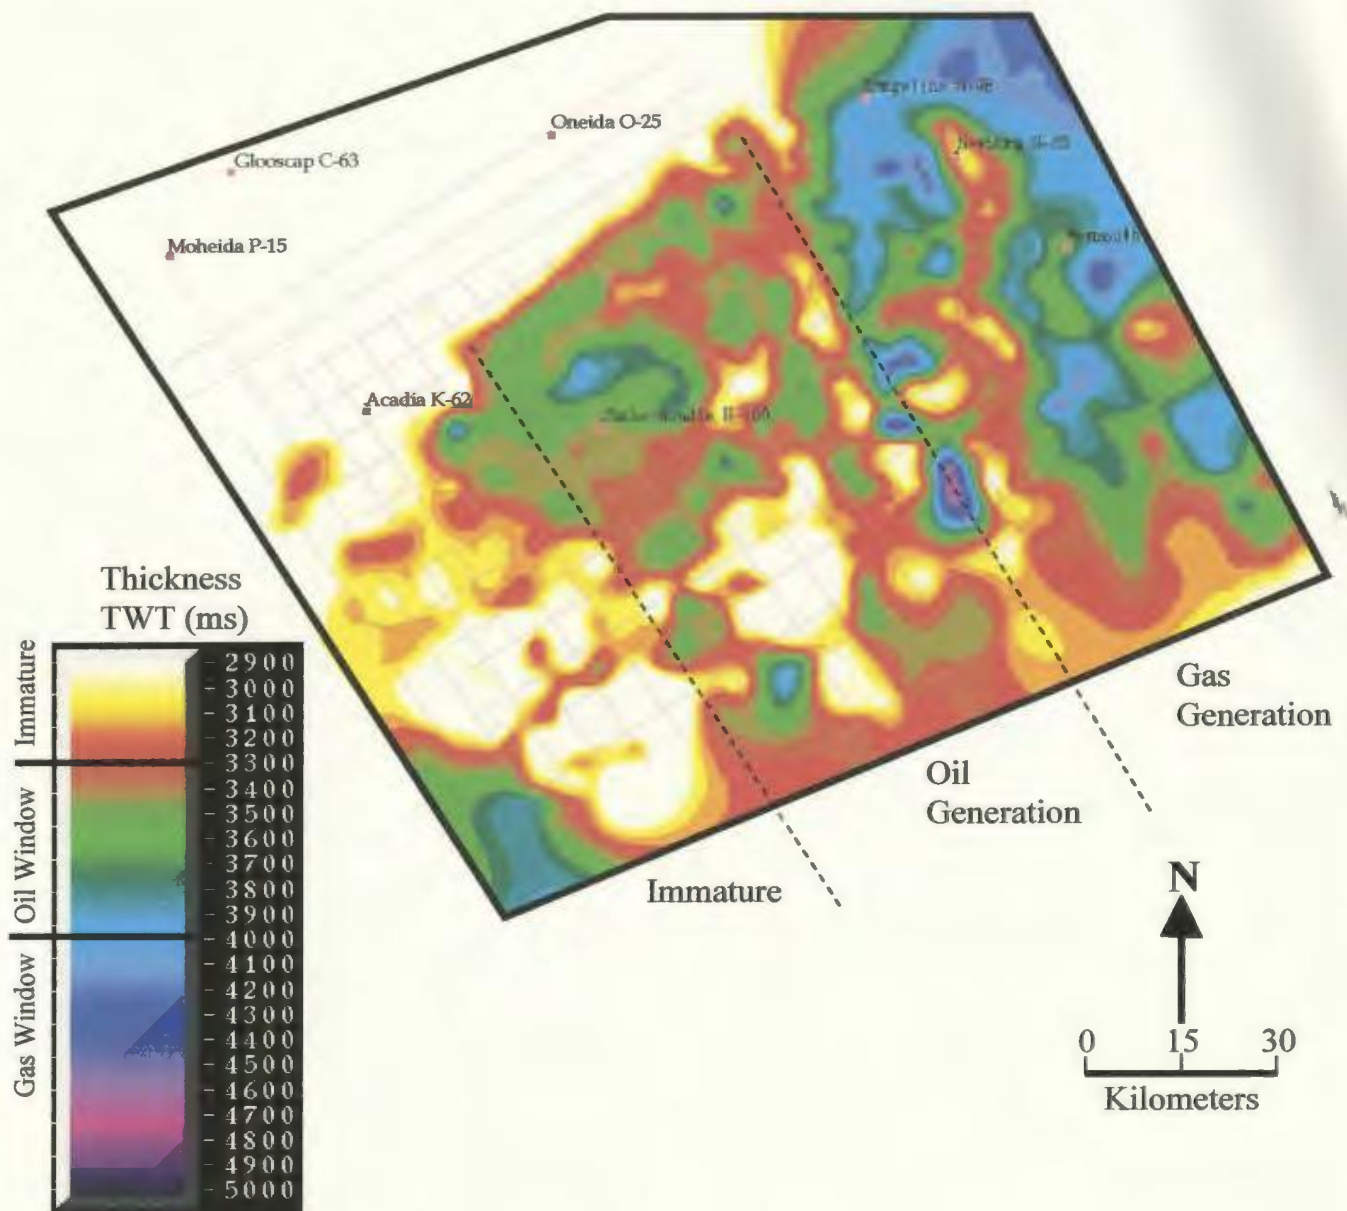 Oneida O-25
Glooscap C-63
Moheida P-15
Acadia K-62
Thickness
TWT (ms)
Immature
Oil Window
Gas Window
2900
3000
3100
3200
3300
3400
3500
3600
3700
3800
3900
4000
4100
4200
4300
4400
4500
4600
4700
4800
4900
5000
Gas
Generation
Oil
Generation
Immature
N
0 15 30
Kilometers